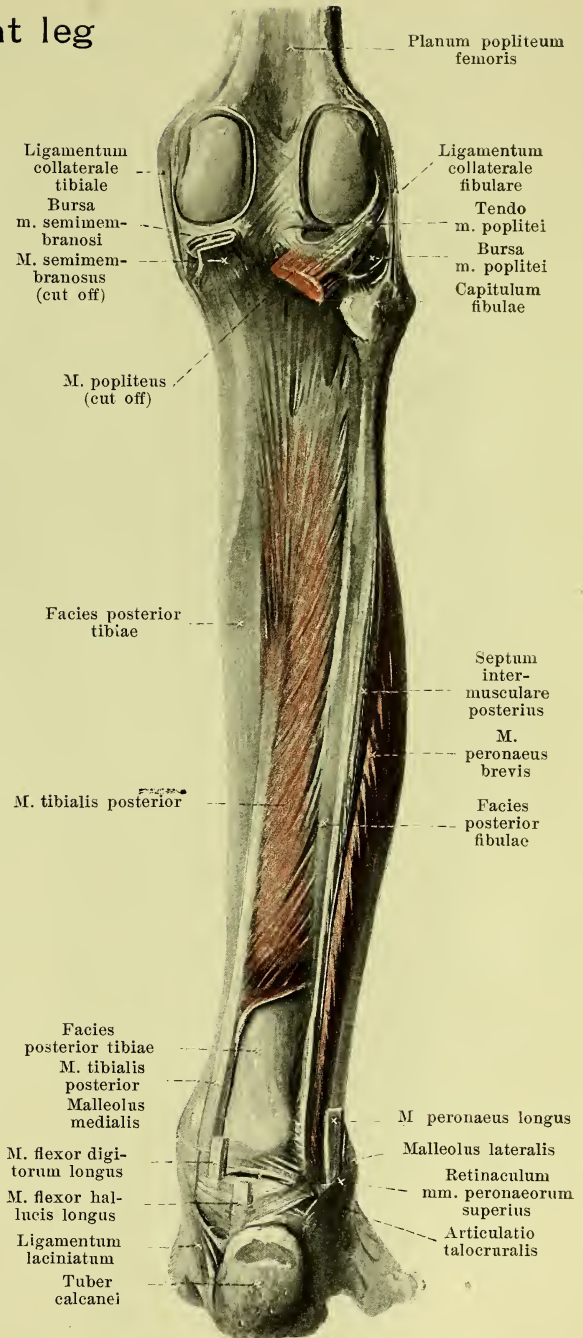 leg
Planum popliteum
femoris
Ligamentum
collaterale
tibiale
Bursa
m. semimem-
branosi
M. semimem-
branosus
(cut off)
M. popliteus
(cut off)
Facies posterior
tibiae
M. tibialis posterior
Facies
posterior tibiae
M. tibialis
posterior
Malleolus
medialis
M. flexor digi-
torum longus
M. flexor hal-
lucis longus
Ligamentum
laciniatum
Tuber
calcanei
Ligamentum
collaterale
fibulare
Tendo
m. poplitei
Bursa
m. poplitei
Capitulum
fibulae
Septum
inter-
musculare
posterius
M.
peronaeus
brevis
Facies
posterior
fibulae
M peronaeus longus
Malleolus lateralis
Retinaculum
mm. peronaeorum
superius
Articulatio
talocruralis